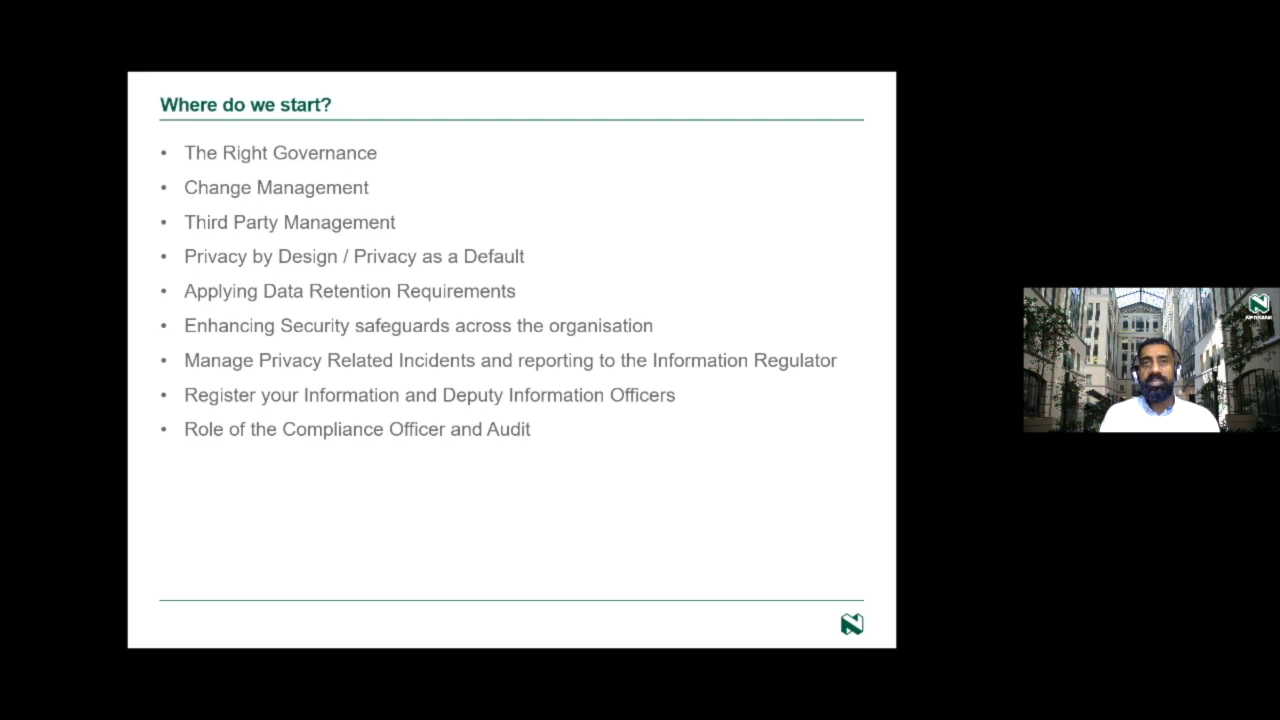 Where do we start?
• The Right Governance
• Change Management
• Third Party Management
• Privacy by Design / Privacy as a Default
• Applying Data Retention Requirements
• Enhancing Security safeguards across the organisation
• Manage Privacy Related Incidents and reporting to the Information Regulator
• Register your Information and Deputy Information Officers
• Role of the Compliance Officer and Audit